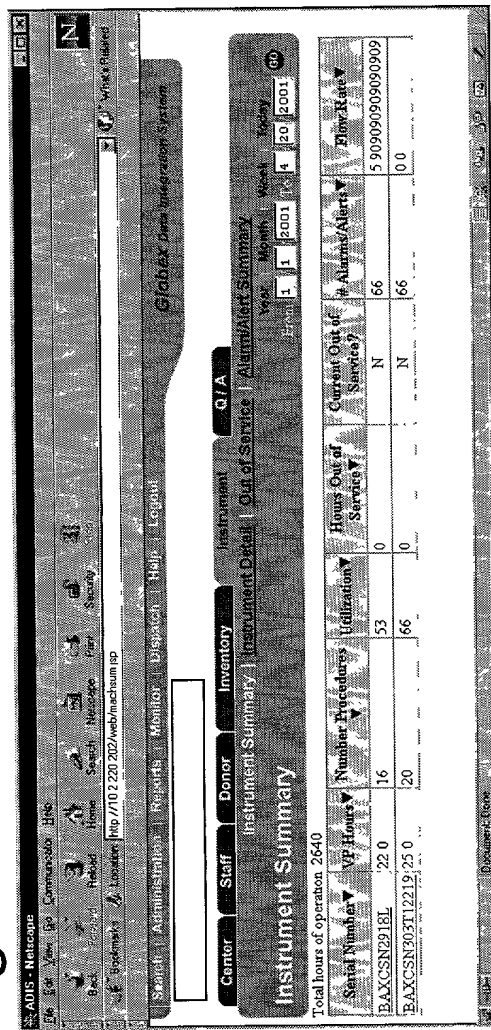 ADIS - Netscape
File Edit View Go Communicator Help
Back Reload Home Search Netscape Print Security
Bookmarks Location: http //10 2 220 202/web/machsum jsp What's Related
N
Search | Administration | Reports | Monitor | Dispatch | Help | Logout
Globex Data Integration System
Center Staff Donor Inventory Instrument Q / A
Instrument Summary | Instrument Detail | Out of Service | Alarm/Alert Summary
Instrument Summary
Year Month Week Today
From 1 1 2001 To 4 20 2001 GO
Total hours of operation 2640
Serial Number▼ VP Hours▼ Number Procedures ▼ Utilization▼ Hours Out of Service▼ Current Out of Service? # Alarms/Alerts▼ Flow Rate▼
BAXCSN2918L 22 0 16 53 0 N 66 5 909090909090909
BAXCSN303T12219 25 0 20 66 0 N 66 0 0
Document: Done